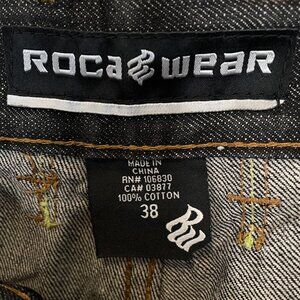 ROCA WEAR
MADE IN
CHINA
RN# 106830
CA# 03877
100% COTTON
38